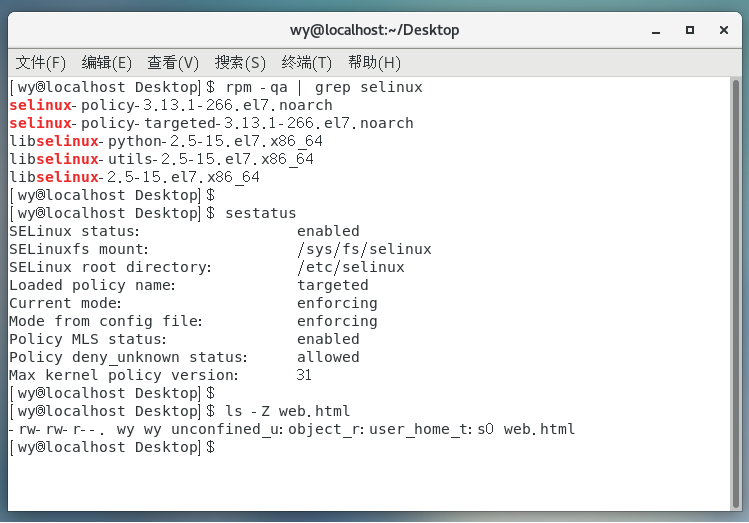 wy@localhost:~/Desktop
文件(F) 编辑(E) 查看(V) 搜索(S) 终端(T) 帮助(H)
[wy@localhost Desktop]$ rpm -qa | grep selinux
selinux-policy-3.13.1-266.el7.noarch
selinux-policy-targeted-3.13.1-266.el7.noarch
libselinux-python-2.5-15.el7.x86_64
libselinux-utils-2.5-15.el7.x86_64
libselinux-2.5-15.el7.x86_64
[wy@localhost Desktop]$
[wy@localhost Desktop]$ sestatus
SELinux status:                 enabled
SELinuxfs mount:                /sys/fs/selinux
SELinux root directory:         /etc/selinux
Loaded policy name:             targeted
Current mode:                   enforcing
Mode from config file:          enforcing
Policy MLS status:              enabled
Policy deny_unknown status:     allowed
Max kernel policy version:      31
[wy@localhost Desktop]$
[wy@localhost Desktop]$ ls -Z web.html
-rw-rw-r--. wy wy unconfined_u:object_r:user_home_t:s0 web.html
[wy@localhost Desktop]$